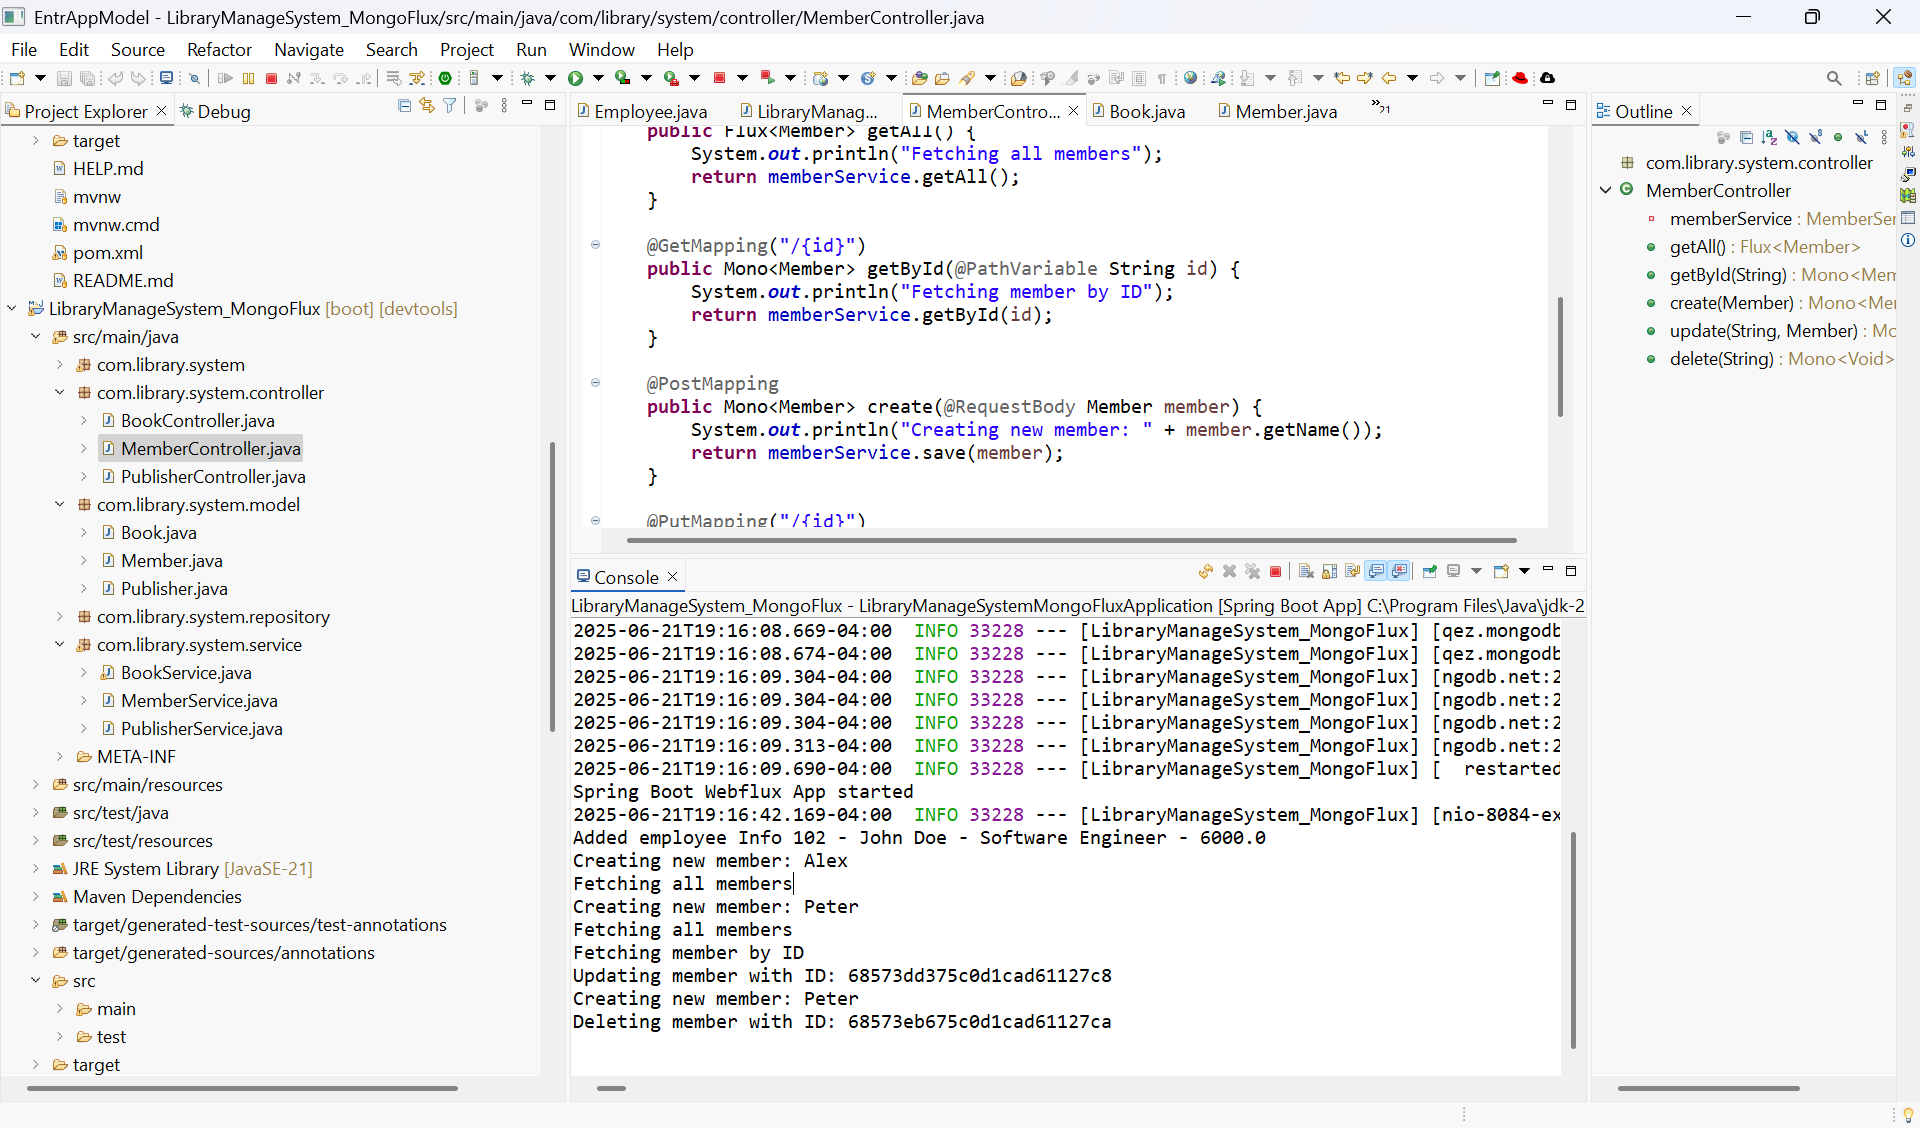 EntrAppModel - LibraryManageSystem_MongoFlux/src/main/java/com/library/system/controller/MemberController.java
File Edit Source Refactor Navigate Search Project Run Window Help
Project Explorer
Debug
target
HELP.md
mvnw
mvnw.cmd
pom.xml
README.md
LibraryManageSystem_MongoFlux [boot] [devtools]
src/main/java
com.library.system
com.library.system.controller
BookController.java
MemberController.java
PublisherController.java
com.library.system.model
Book.java
Member.java
Publisher.java
com.library.system.repository
com.library.system.service
BookService.java
MemberService.java
PublisherService.java
META-INF
src/main/resources
src/test/java
src/test/resources
JRE System Library [JavaSE-21]
Maven Dependencies
target/generated-test-sources/test-annotations
target/generated-sources/annotations
src
main
test
target
Employee.java
LibraryManag...
MemberContro...
Book.java
Member.java
»21
public Flux<Member> getAll() {
System.out.println("Fetching all members");
return memberService.getAll();
}
@GetMapping("/{id}")
public Mono<Member> getById(@PathVariable String id) {
System.out.println("Fetching member by ID");
return memberService.getById(id);
}
@PostMapping
public Mono<Member> create(@RequestBody Member member) {
System.out.println("Creating new member: " + member.getName());
return memberService.save(member);
}
@PutMapping("/{id}")
Console
LibraryManageSystem_MongoFlux - LibraryManageSystemMongoFluxApplication [Spring Boot App] C:\Program Files\Java\jdk-2
2025-06-21T19:16:08.669-04:00 INFO 33228 --- [LibraryManageSystem_MongoFlux] [qez.mongodb
2025-06-21T19:16:08.674-04:00 INFO 33228 --- [LibraryManageSystem_MongoFlux] [qez.mongodb
2025-06-21T19:16:09.304-04:00 INFO 33228 --- [LibraryManageSystem_MongoFlux] [ngodb.net:2
2025-06-21T19:16:09.304-04:00 INFO 33228 --- [LibraryManageSystem_MongoFlux] [ngodb.net:2
2025-06-21T19:16:09.304-04:00 INFO 33228 --- [LibraryManageSystem_MongoFlux] [ngodb.net:2
2025-06-21T19:16:09.313-04:00 INFO 33228 --- [LibraryManageSystem_MongoFlux] [ngodb.net:2
2025-06-21T19:16:09.690-04:00 INFO 33228 --- [LibraryManageSystem_MongoFlux] [ restarted
Spring Boot Webflux App started
2025-06-21T19:16:42.169-04:00 INFO 33228 --- [LibraryManageSystem_MongoFlux] [nio-8084-ex
Added employee Info 102 - John Doe - Software Engineer - 6000.0
Creating new member: Alex
Fetching all members
Creating new member: Peter
Fetching all members
Fetching member by ID
Updating member with ID: 68573dd375c0d1cad61127c8
Creating new member: Peter
Deleting member with ID: 68573eb675c0d1cad61127ca
Outline
com.library.system.controller
MemberController
memberService : MemberSer
getAll() : Flux<Member>
getById(String) : Mono<Mem
create(Member) : Mono<Mer
update(String, Member) : Mo
delete(String) : Mono<Void>